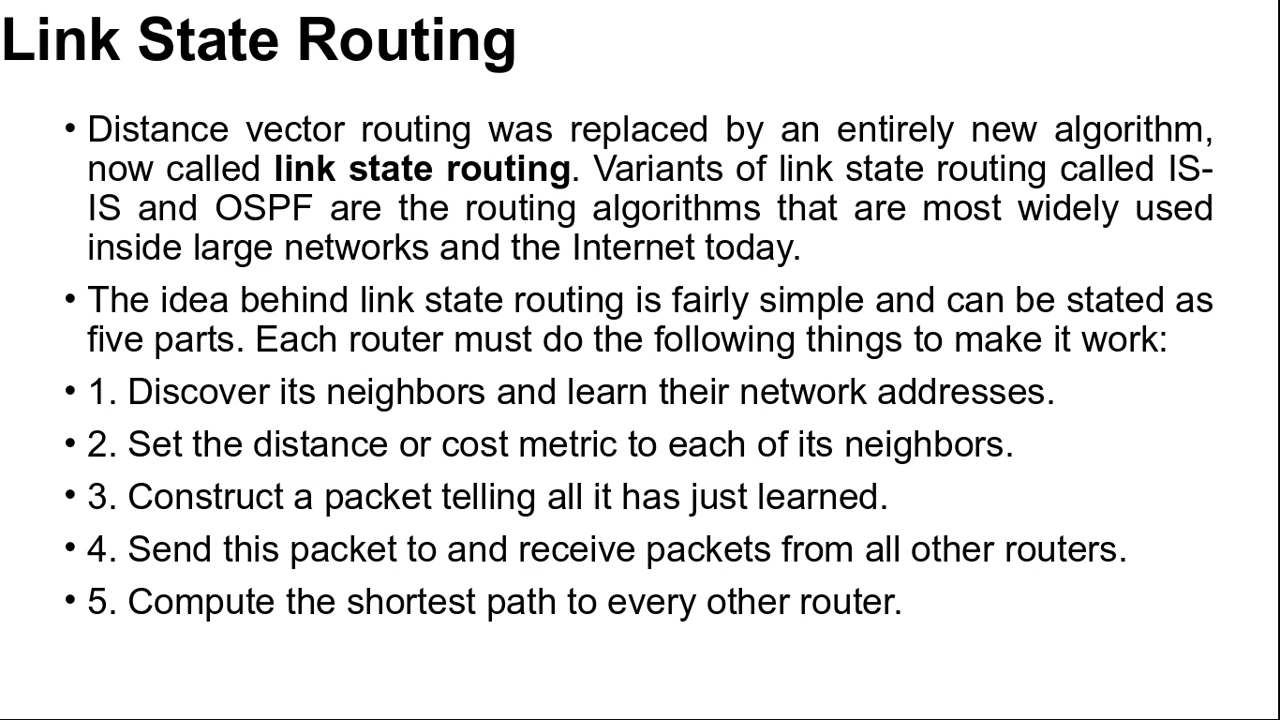 Link State Routing
• Distance vector routing was replaced by an entirely new algorithm,
now called link state routing. Variants of link state routing called IS-
IS and OSPF are the routing algorithms that are most widely used
inside large networks and the Internet today.
• The idea behind link state routing is fairly simple and can be stated as
five parts. Each router must do the following things to make it work:
• 1. Discover its neighbors and learn their network addresses.
• 2. Set the distance or cost metric to each of its neighbors.
• 3. Construct a packet telling all it has just learned.
• 4. Send this packet to and receive packets from all other routers.
• 5. Compute the shortest path to every other router.